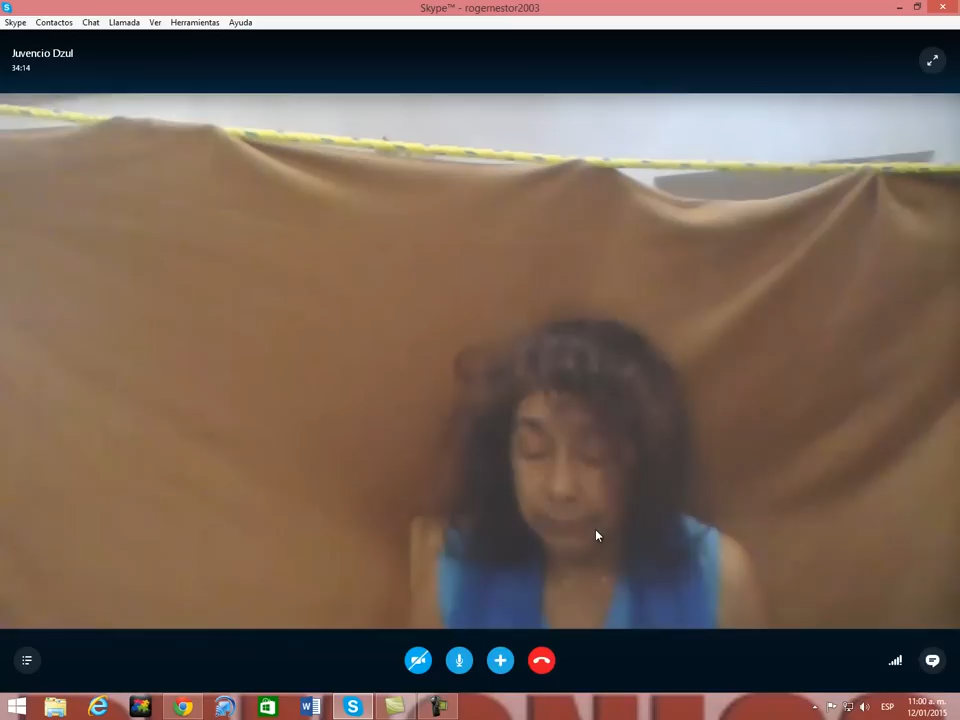 Skype™ - rogernestor2003
Skype Contactos Chat Llamada Ver Herramientas Ayuda
Juvencio Dzul
34:14
ESP
11:00 a. m.
12/01/2015